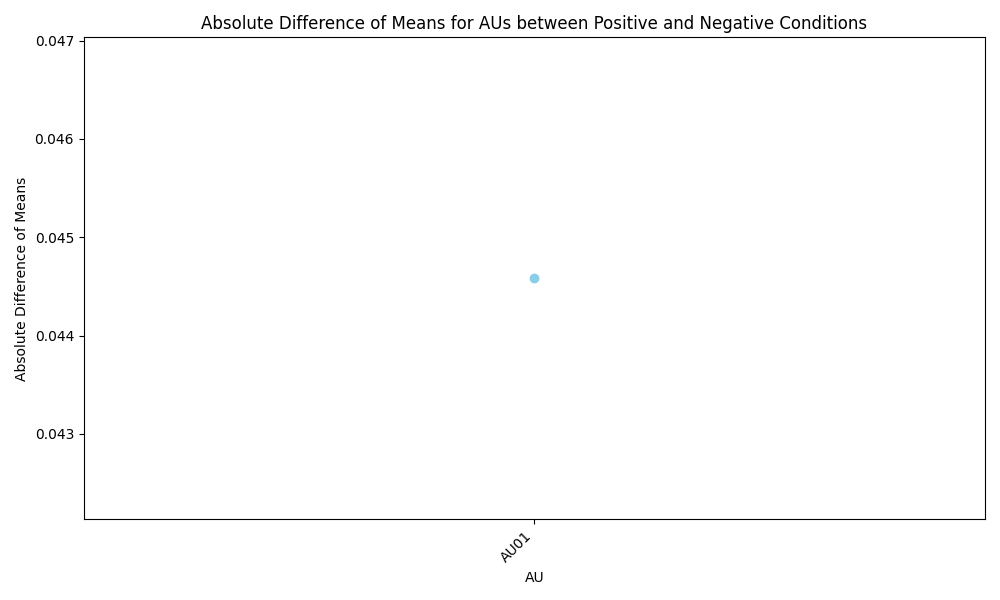 Absolute Difference of Means for AUs between Positive and Negative Conditions
0.047
0.046
0.045
0.044
0.043
Absolute Difference of Means
AU01
AU